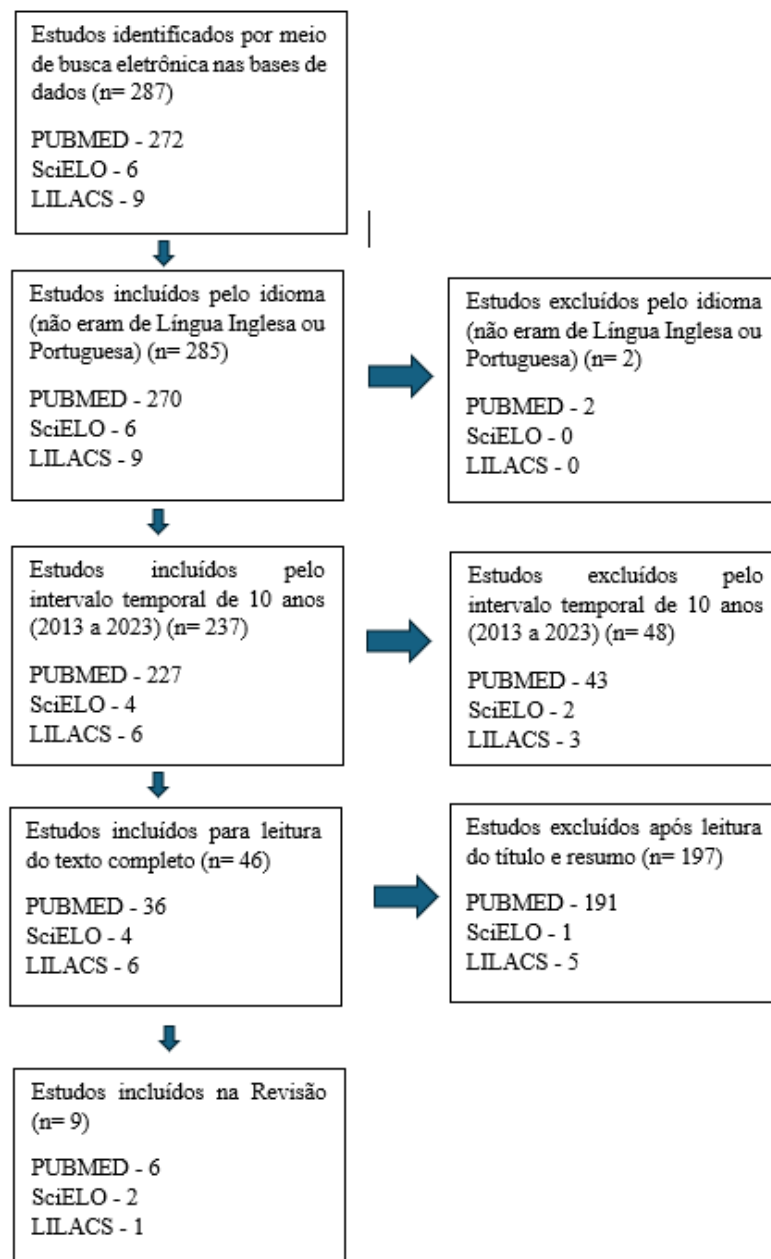 Estudos identificados por meio
de busca eletrônica nas bases de
dados (n= 287)
PUBMED - 272
SciELO - 6
LILACS - 9
Estudos incluídos pelo idioma
(não eram de Língua Inglesa ou
Portuguesa) (n= 285)
PUBMED - 270
SciELO - 6
LILACS - 9
Estudos excluídos pelo idioma
(não eram de Língua Inglesa ou
Portuguesa) (n= 2)
PUBMED - 2
SciELO - 0
LILACS - 0
Estudos incluídos pelo
intervalo temporal de 10 anos
(2013 a 2023) (n= 237)
PUBMED - 227
SciELO - 4
LILACS - 6
Estudos excluídos pelo
intervalo temporal de 10 anos
(2013 a 2023) (n= 48)
PUBMED - 43
SciELO - 2
LILACS - 3
Estudos incluídos para leitura
do texto completo (n= 46)
PUBMED - 36
SciELO - 4
LILACS - 6
Estudos excluídos após leitura
do título e resumo (n= 197)
PUBMED - 191
SciELO - 1
LILACS - 5
Estudos incluídos na Revisão
(n= 9)
PUBMED - 6
SciELO - 2
LILACS - 1